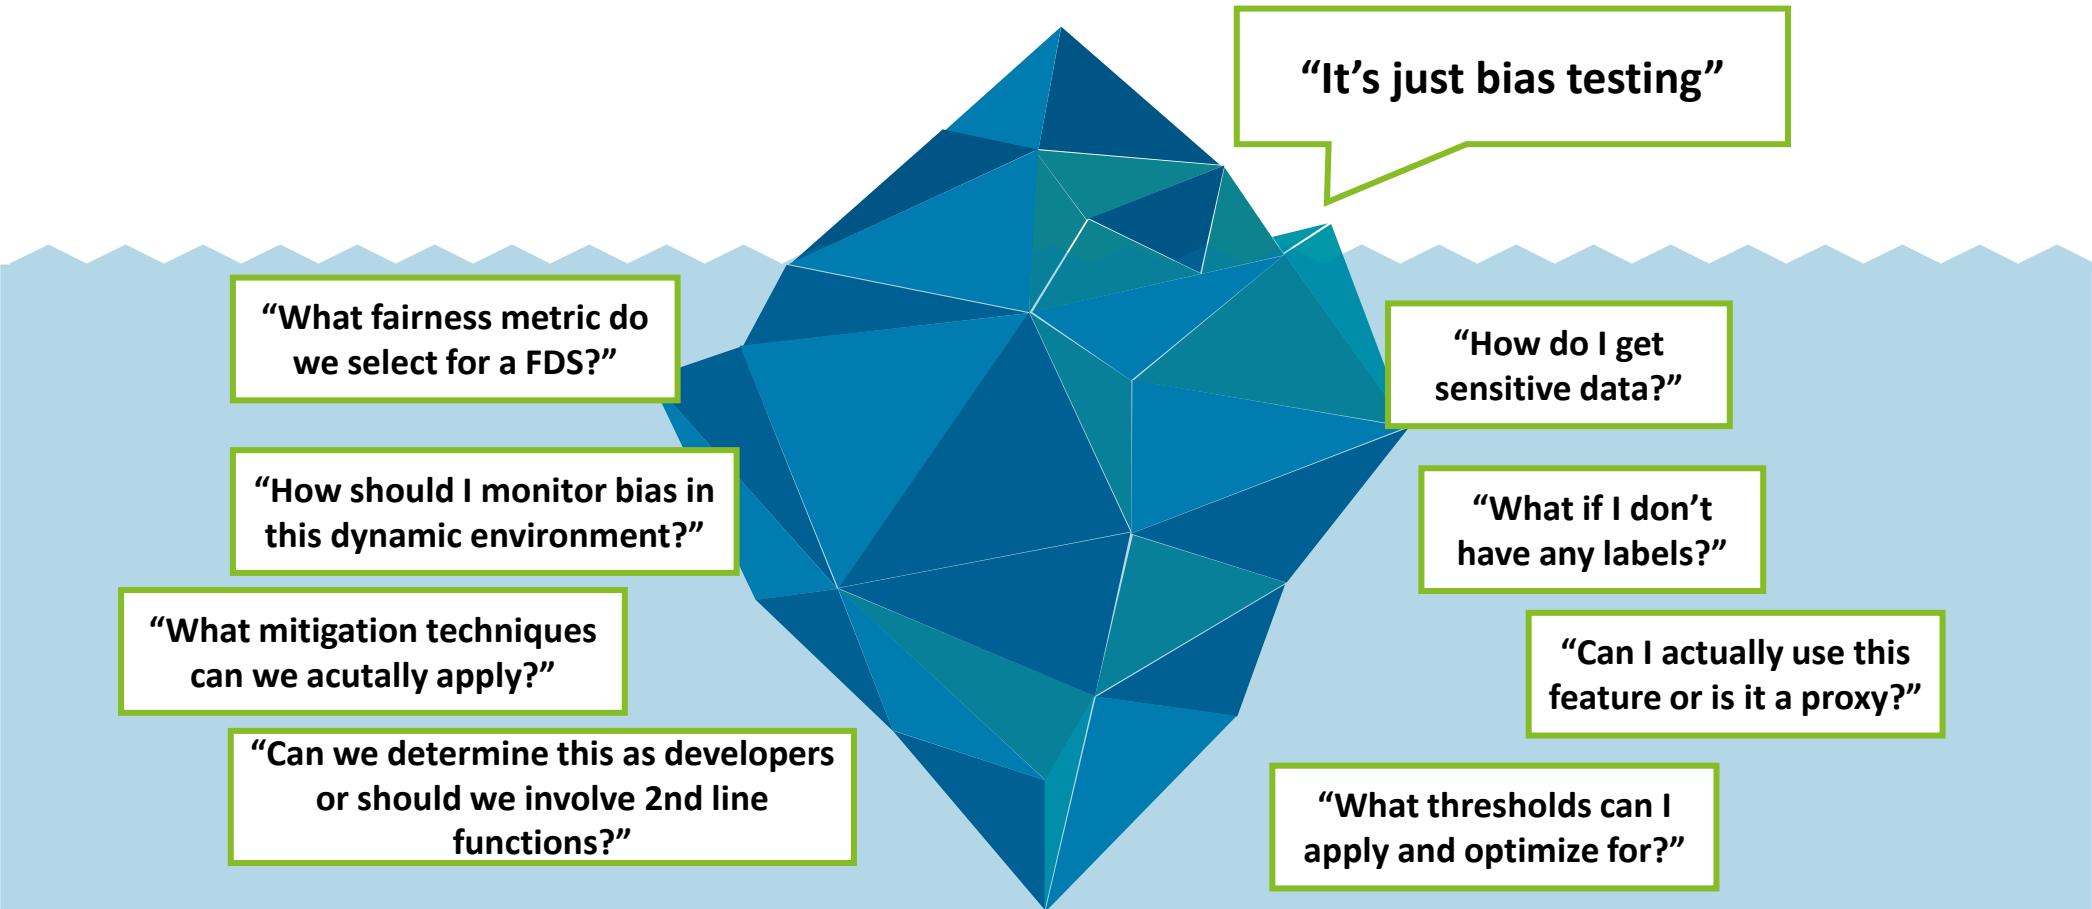 “It’s just bias testing”
“What fairness metric do
we select for a FDS?”
“How do I get
sensitive data?”
“How should I monitor bias in
this dynamic environment?”
“What if I don’t
have any labels?”
“What mitigation techniques
can we acutally apply?”
“Can I actually use this
feature or is it a proxy?”
“Can we determine this as developers
or should we involve 2nd line
functions?”
“What thresholds can I
apply and optimize for?”